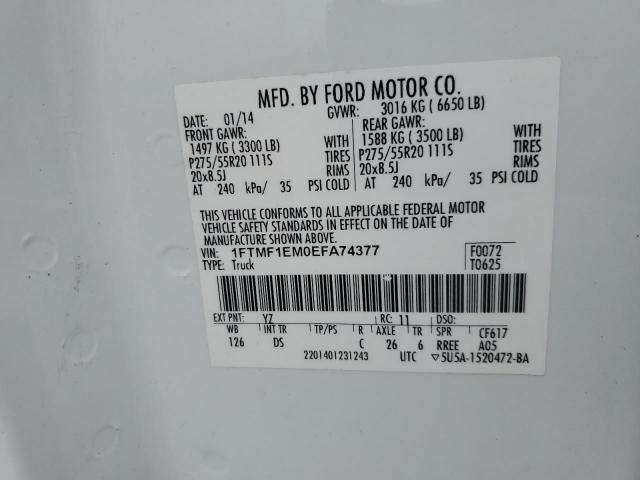 MFD. BY FORD MOTOR CO.
DATE: 01/14 GVWR: 3016 KG ( 6650 LB)
FRONT GAWR: REAR GAWR:
1497 KG ( 3300 LB) WITH 1588 KG ( 3500 LB) WITH
P275/55R20 111S TIRES P275/55R20 111S TIRES
20x8.5J RIMS 20x8.5J RIMS
AT 240 kPa/ 35 PSI COLD AT 240 kPa/ 35 PSI COLD
THIS VEHICLE CONFORMS TO ALL APPLICABLE FEDERAL MOTOR
VEHICLE SAFETY STANDARDS IN EFFECT ON THE DATE OF
MANUFACTURE SHOWN ABOVE.
VIN: 1FTMF1EM0EFA74377 F0072
TYPE: Truck T0625
EXT PNT: YZ RC: 11 DSO:
WB INT TR TP/PS R AXLE TR SPR CF617
126 DS C 26 6 RREE A05
2201401231243 UTC ▽5U5A-1520472-BA